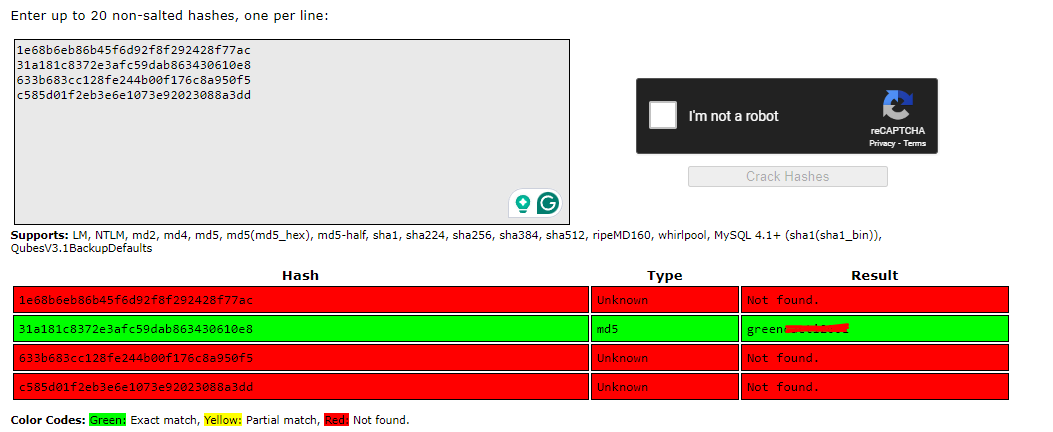 Enter up to 20 non-salted hashes, one per line:
1e68b6eb86b45f6d92f8f292428f77ac
31a181c8372e3afc59dab863430610e8
633b683cc128fe244b00f176c8a950f5
c585d01f2eb3e6e1073e92023088a3dd
I'm not a robot
reCAPTCHA
Privacy - Terms
Crack Hashes
Supports: LM, NTLM, md2, md4, md5, md5(md5_hex), md5-half, sha1, sha224, sha256, sha384, sha512, ripeMD160, whirlpool, MySQL 4.1+ (sha1(sha1_bin)),
QubesV3.1BackupDefaults
Hash Type Result
1e68b6eb86b45f6d92f8f292428f77ac Unknown Not found.
31a181c8372e3afc59dab863430610e8 md5 green
633b683cc128fe244b00f176c8a950f5 Unknown Not found.
c585d01f2eb3e6e1073e92023088a3dd Unknown Not found.
Color Codes: Green: Exact match, Yellow: Partial match, Red: Not found.